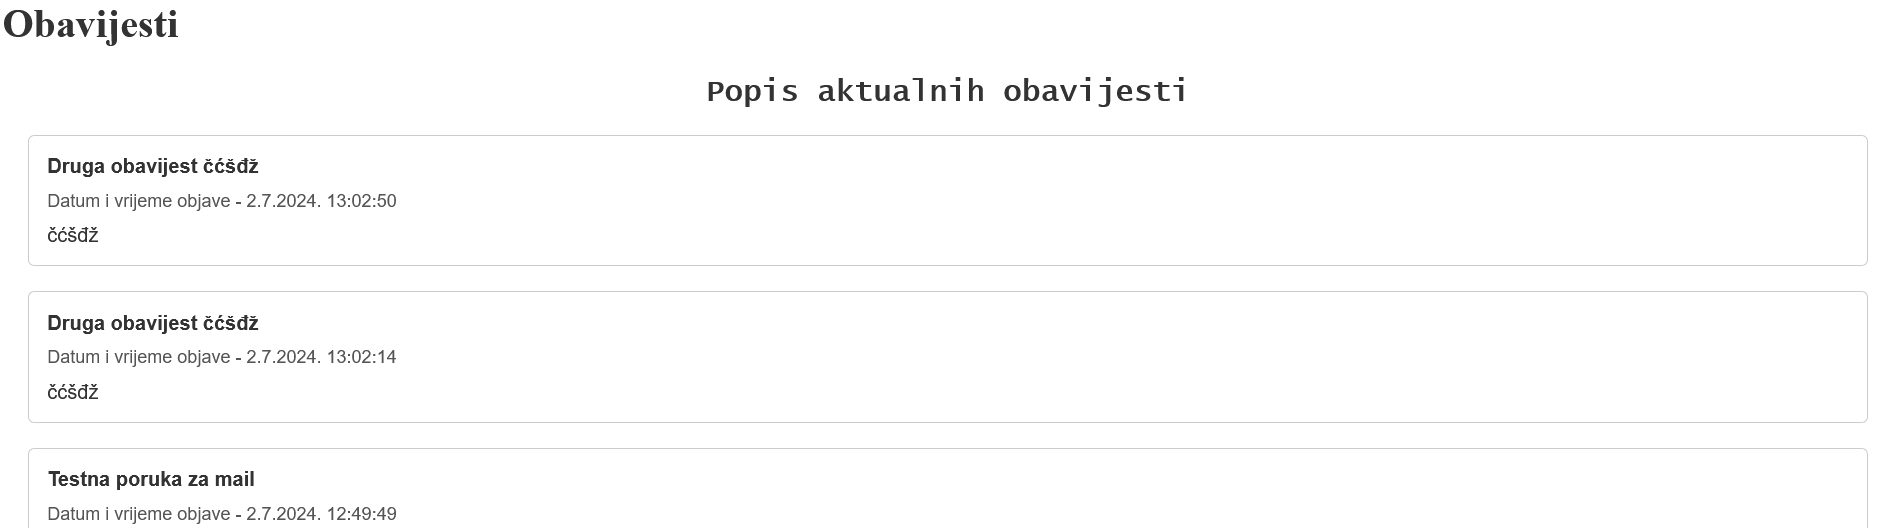 Obavijesti
Popis aktualnih obavijesti
Druga obavijest čćšđž
Datum i vrijeme objave - 2.7.2024. 13:02:50
čćšđž
Druga obavijest čćšđž
Datum i vrijeme objave - 2.7.2024. 13:02:14
čćšđž
Testna poruka za mail
Datum i vrijeme objave - 2.7.2024. 12:49:49